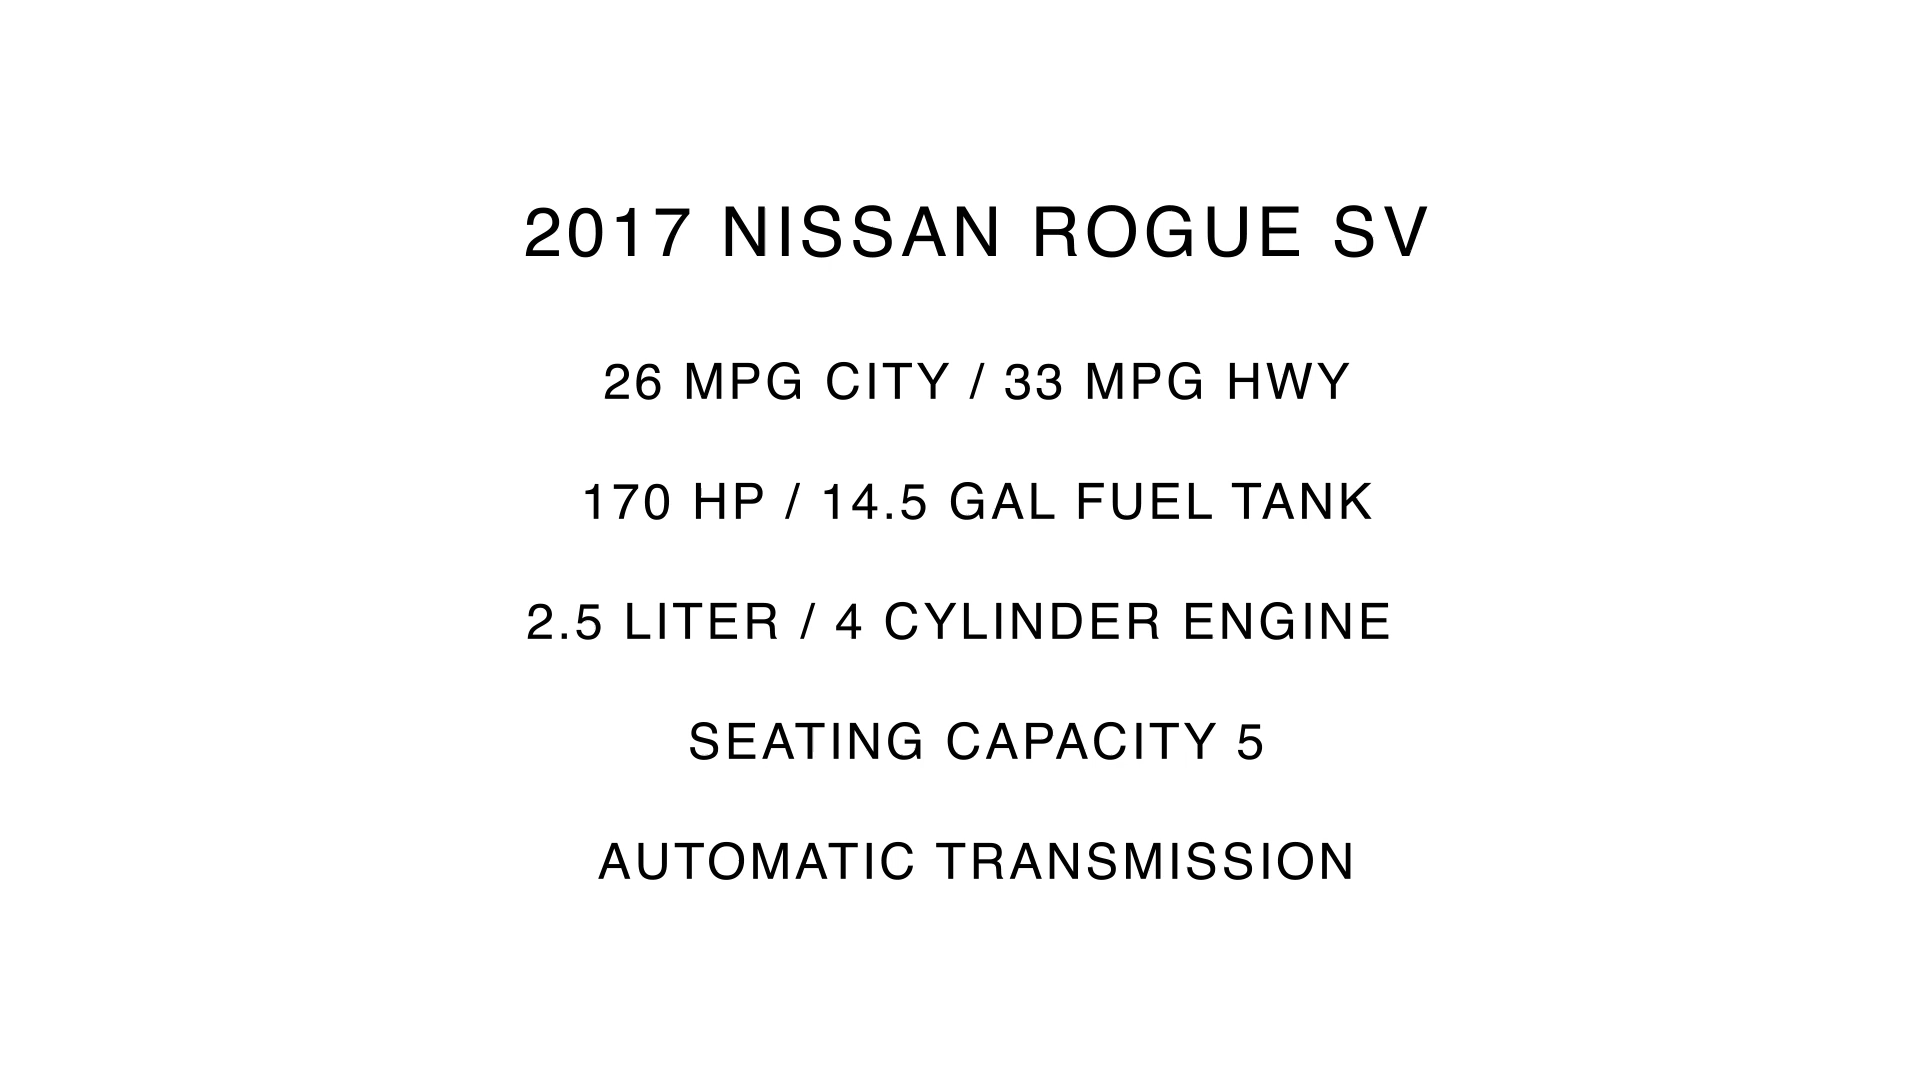 2017 NISSAN ROGUE SV
26 MPG CITY / 33 MPG HWY
170 HP / 14.5 GAL FUEL TANK
2.5 LITER / 4 CYLINDER ENGINE
SEATING CAPACITY 5
AUTOMATIC TRANSMISSION